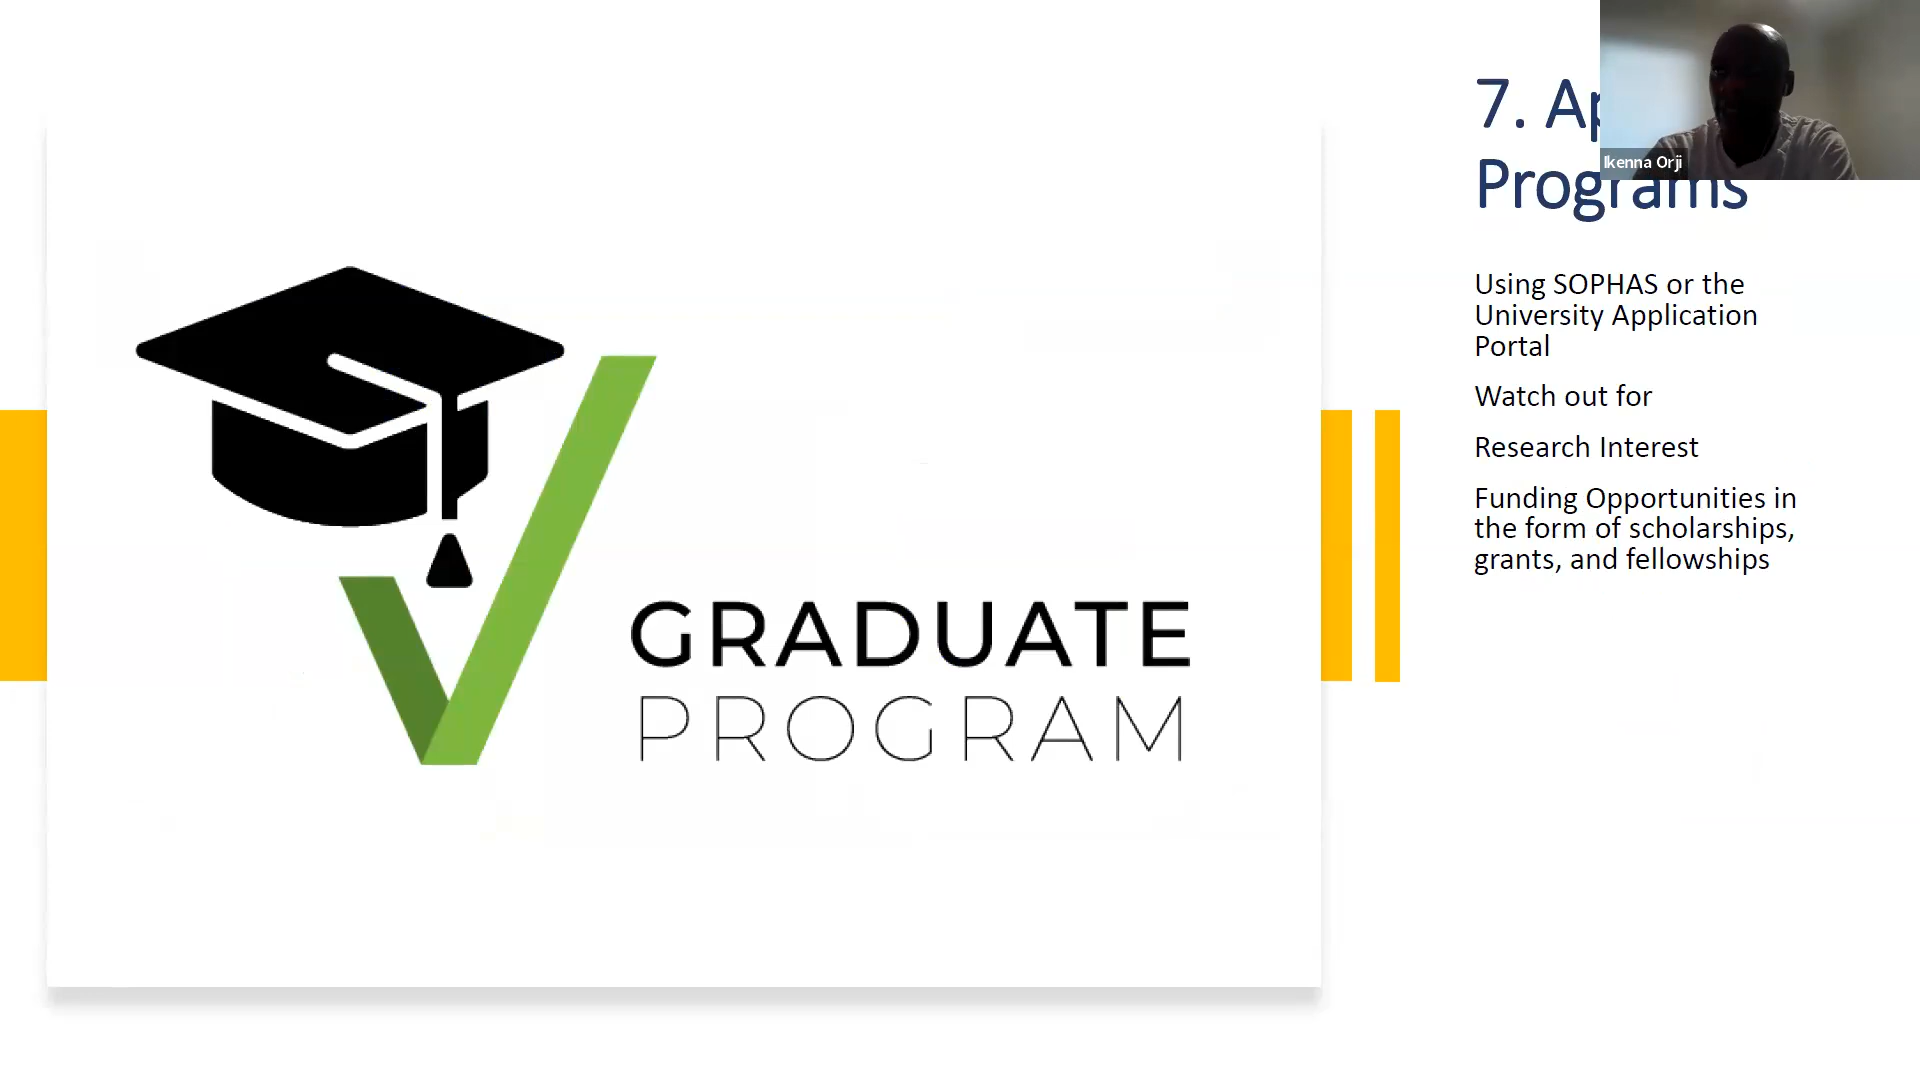 7. Ap
Programs
Ikenna Orji
Using SOPHAS or the
University Application
Portal
Watch out for
Research Interest
Funding Opportunities in
the form of scholarships,
grants, and fellowships
GRADUATE
PROGRAM